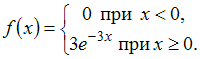 f(x) = { 0 при x < 0,
3e^{-3x} при x ≥ 0.